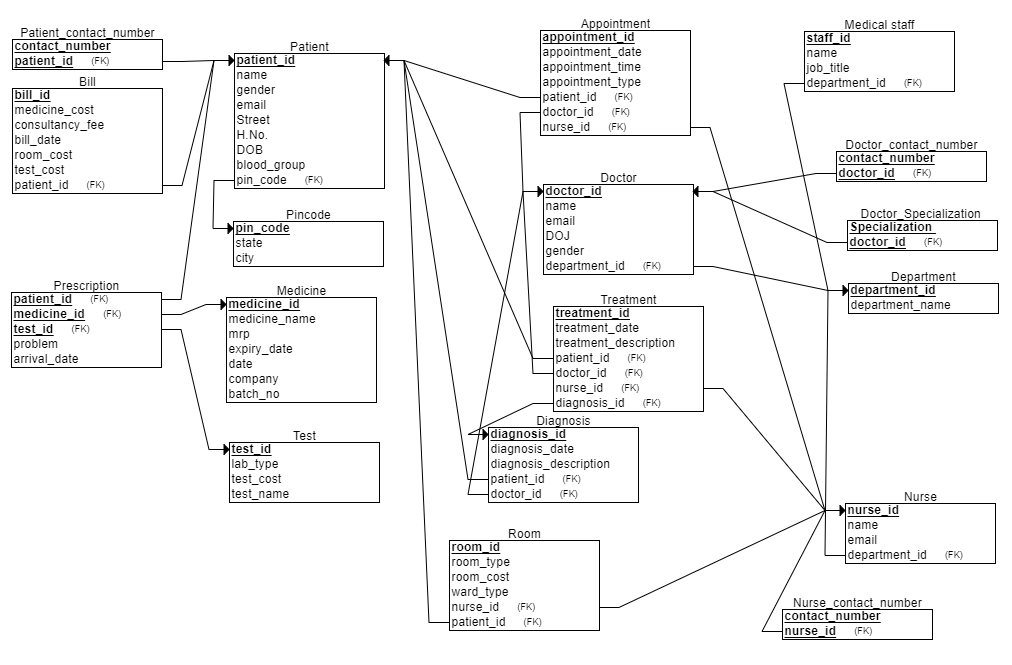 Patient_contact_number
contact_number
patient_id (FK)
Bill
bill_id
medicine_cost
consultancy_fee
bill_date
room_cost
test_cost
patient_id (FK)
Patient
patient_id
name
gender
email
Street
H.No.
DOB
blood_group
pin_code (FK)
Pincode
pin_code
state
city
Prescription
patient_id (FK)
medicine_id (FK)
test_id (FK)
problem
arrival_date
Medicine
medicine_id
medicine_name
mrp
expiry_date
date
company
batch_no
Test
test_id
lab_type
test_cost
test_name
Appointment
appointment_id
appointment_date
appointment_time
appointment_type
patient_id (FK)
doctor_id (FK)
nurse_id (FK)
Doctor
doctor_id
name
email
DOJ
gender
department_id (FK)
Treatment
treatment_id
treatment_date
treatment_description
patient_id (FK)
doctor_id (FK)
nurse_id (FK)
diagnosis_id (FK)
Diagnosis
diagnosis_id
diagnosis_date
diagnosis_description
patient_id (FK)
doctor_id (FK)
Room
room_id
room_type
room_cost
ward_type
nurse_id (FK)
patient_id (FK)
Medical staff
staff_id
name
job_title
department_id (FK)
Doctor_contact_number
contact_number
doctor_id (FK)
Doctor_Specialization
Specialization
doctor_id (FK)
Department
department_id
department_name
Nurse
nurse_id
name
email
department_id (FK)
Nurse_contact_number
contact_number
nurse_id (FK)